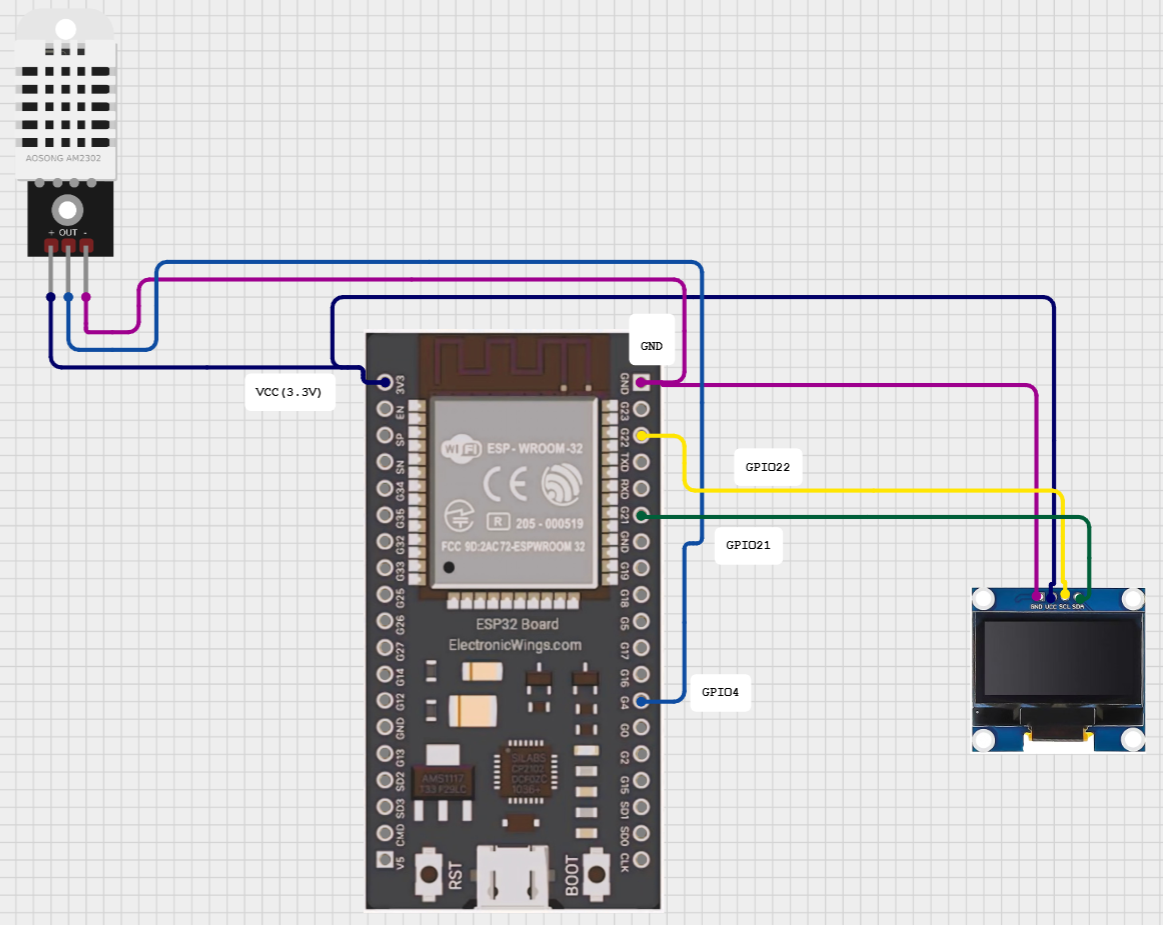 AOSONG AM2302
+ OUT -
GND
VCC(3.3V)
GPIO22
GPIO21
GPIO4
3V3
EN
SP
SN
G34
G35
G32
G33
G25
G26
G27
G14
G12
GND
G13
SD2
SD3
CMD
V5
GND
G23
G22
TXD
RXD
G21
GND
G19
G18
G5
G17
G16
G4
G0
G2
G15
SD1
SD0
CLK
WiFi ESP-WROOM-32
CE
R 205-000519
FCC 9D:2AC72-ESPWROOM 32
ESP32 Board
ElectronicWings.com
SILABS
CP2102
DCF02C
1036+
AMS1117
RST
BOOT
GND VCC SCL SDA